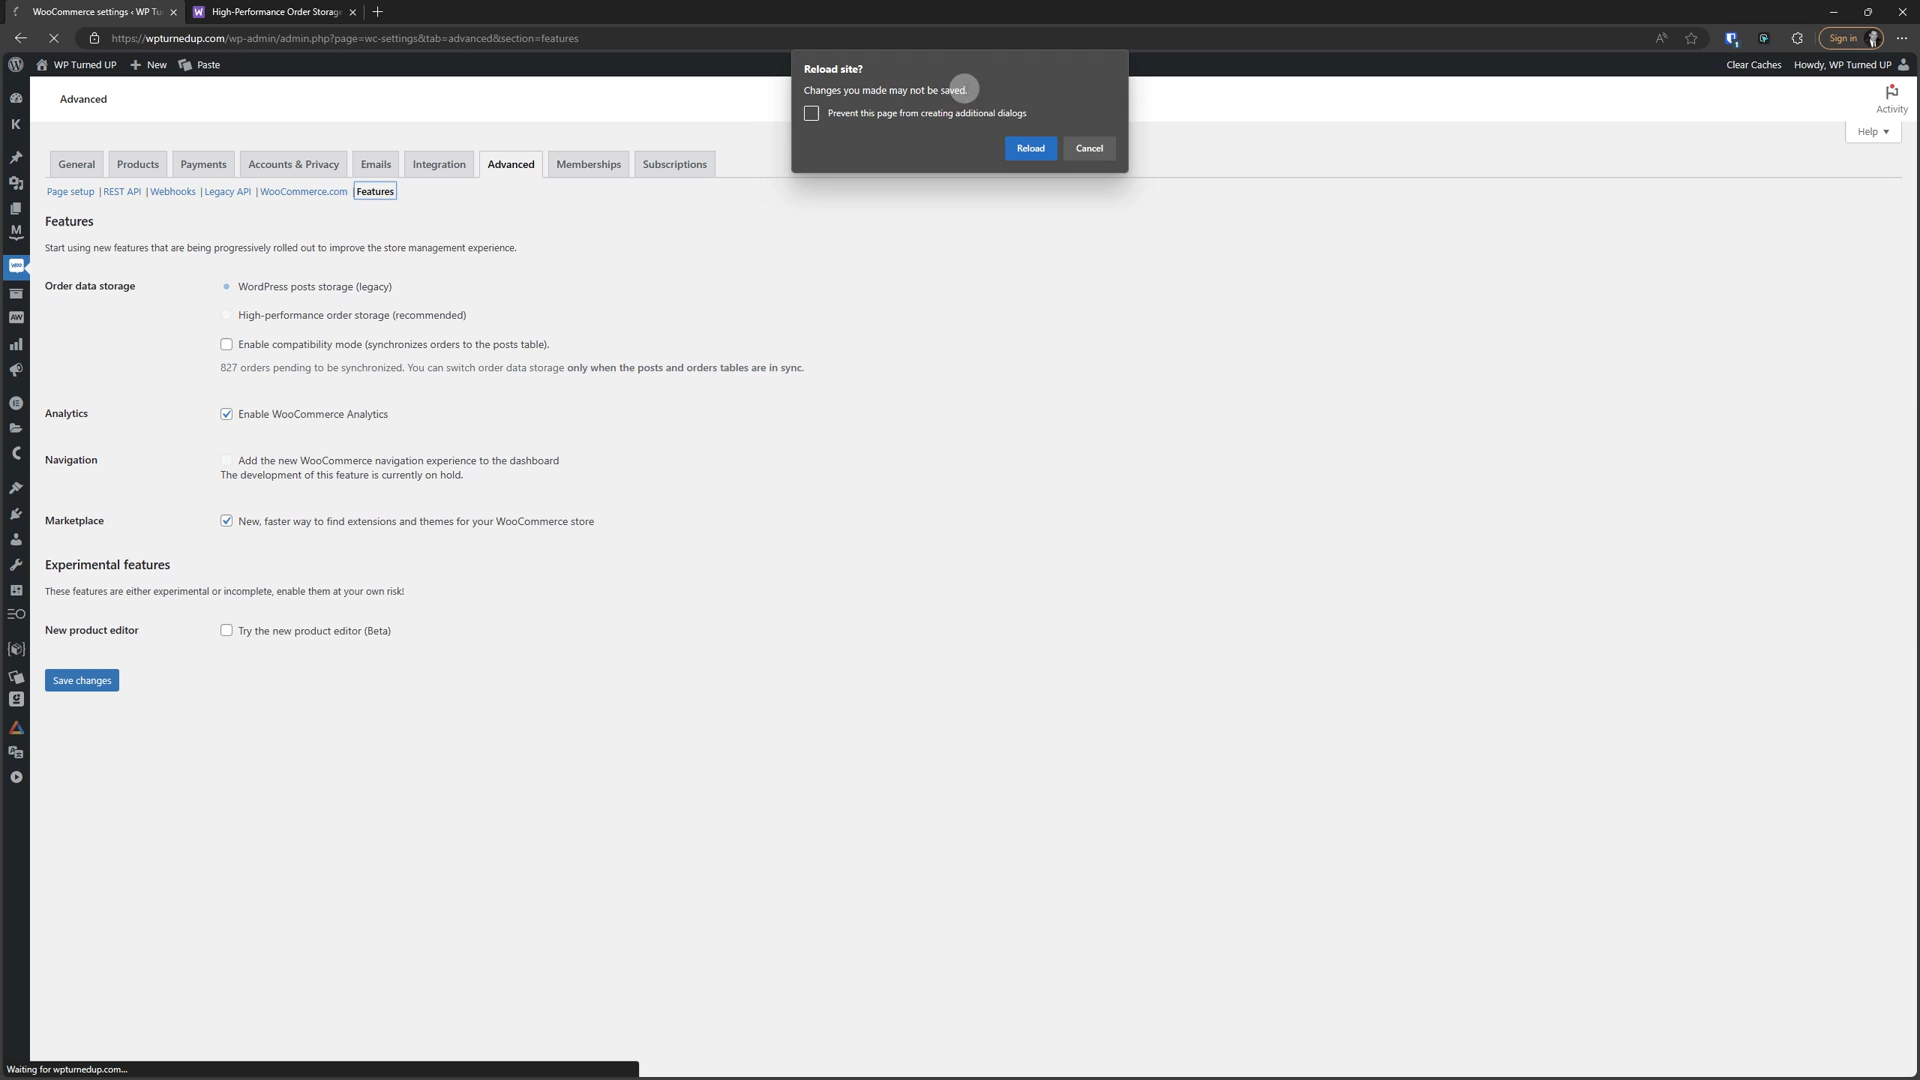 WooCommerce settings ‹ WP Tu
High-Performance Order Storage
https://wpturnedup.com/wp-admin/admin.php?page=wc-settings&tab=advanced&section=features
Sign in
WP Turned UP
New
Paste
Clear Caches
Howdy, WP Turned UP
Reload site?
Changes you made may not be saved.
Prevent this page from creating additional dialogs
Reload
Cancel
Advanced
Activity
Help ▼
General
Products
Payments
Accounts & Privacy
Emails
Integration
Advanced
Memberships
Subscriptions
Page setup | REST API | Webhooks | Legacy API | WooCommerce.com | Features
Features
Start using new features that are being progressively rolled out to improve the store management experience.
Order data storage
WordPress posts storage (legacy)
High-performance order storage (recommended)
Enable compatibility mode (synchronizes orders to the posts table).
827 orders pending to be synchronized. You can switch order data storage only when the posts and orders tables are in sync.
Analytics
Enable WooCommerce Analytics
Navigation
Add the new WooCommerce navigation experience to the dashboard
The development of this feature is currently on hold.
Marketplace
New, faster way to find extensions and themes for your WooCommerce store
Experimental features
These features are either experimental or incomplete, enable them at your own risk!
New product editor
Try the new product editor (Beta)
Save changes
Waiting for wpturnedup.com...